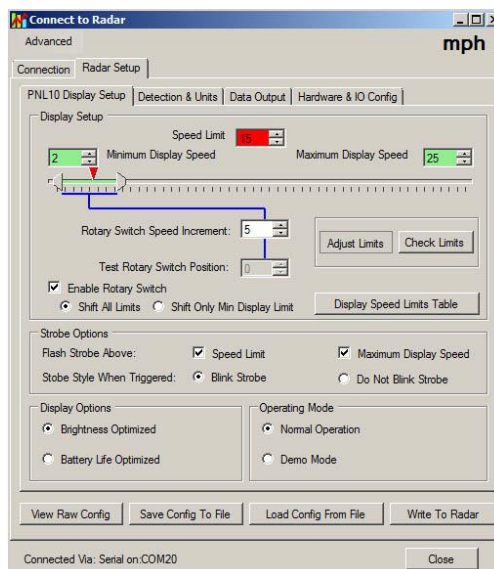 Connect to Radar
Advanced
mph
Connection Radar Setup
PNL10 Display Setup Detection & Units Data Output Hardware & IO Config
Display Setup
Speed Limit 15
2 Minimum Display Speed Maximum Display Speed 25
Rotary Switch Speed Increment: 5
Adjust Limits Check Limits
Test Rotary Switch Position: 0
Enable Rotary Switch
Shift All Limits Shift Only Min Display Limit Display Speed Limits Table
Strobe Options
Flash Strobe Above: Speed Limit Maximum Display Speed
Stobe Style When Triggered: Blink Strobe Do Not Blink Strobe
Display Options Operating Mode
Brightness Optimized Normal Operation
Battery Life Optimized Demo Mode
View Raw Config Save Config To File Load Config From File Write To Radar
Connected Via: Serial on:COM20 Close